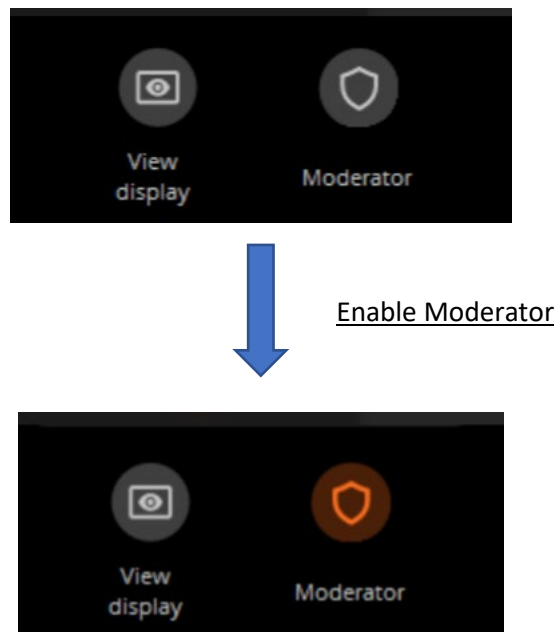 View
display
Moderator
Enable Moderator
View
display
Moderator